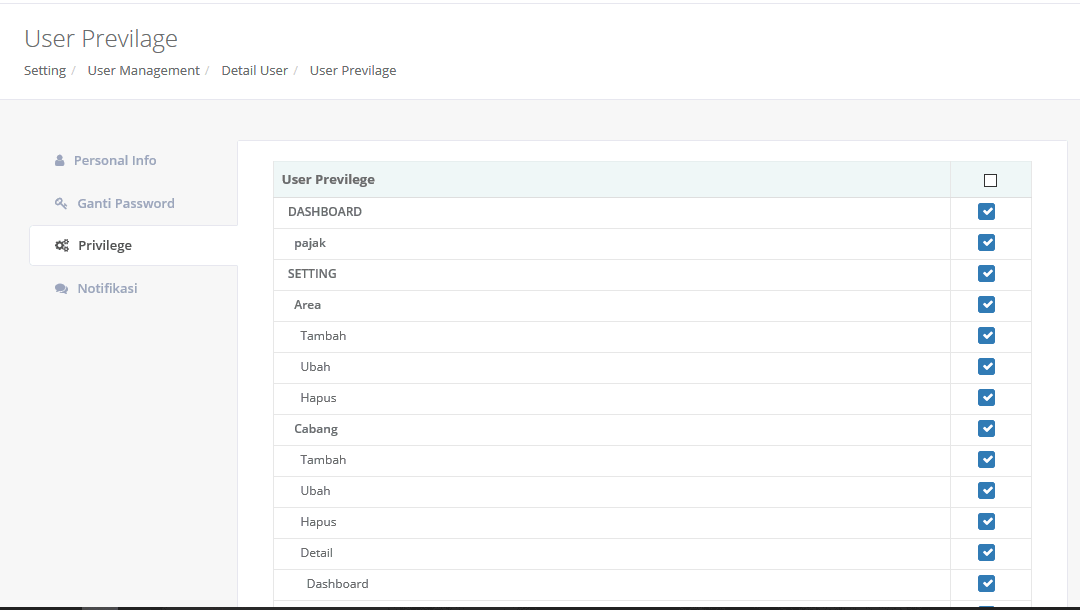 User Previlage
Setting / User Management / Detail User / User Previlage
Personal Info
Ganti Password
Privilege
Notifikasi
User Previlege
DASHBOARD
pajak
SETTING
Area
Tambah
Ubah
Hapus
Cabang
Tambah
Ubah
Hapus
Detail
Dashboard